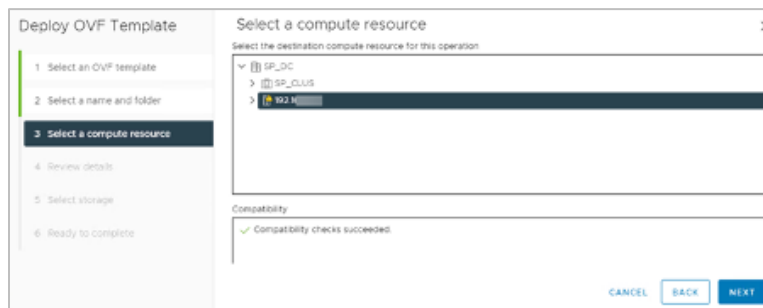 Deploy OVF Template
1 Select an OVF template
2 Select a name and folder
3 Select a compute resource
4 Review details
5 Select storage
6 Ready to complete
Select a compute resource
Select the destination compute resource for this operation
SP_DC
SP_CLUS
192.1
Compatibility
Compatibility checks succeeded.
CANCEL
BACK
NEXT